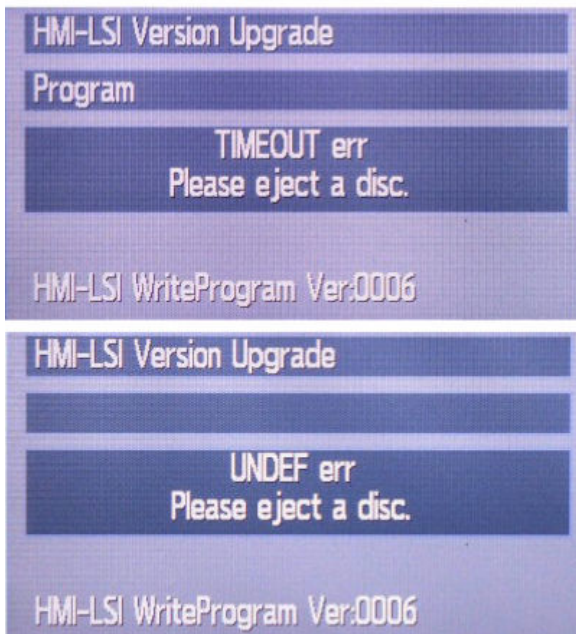 HMI-LSI Version Upgrade
Program
TIMEOUT err
Please eject a disc.
HMI-LSI WriteProgram Ver:0006
HMI-LSI Version Upgrade
UNDEF err
Please eject a disc.
HMI-LSI WriteProgram Ver:0006